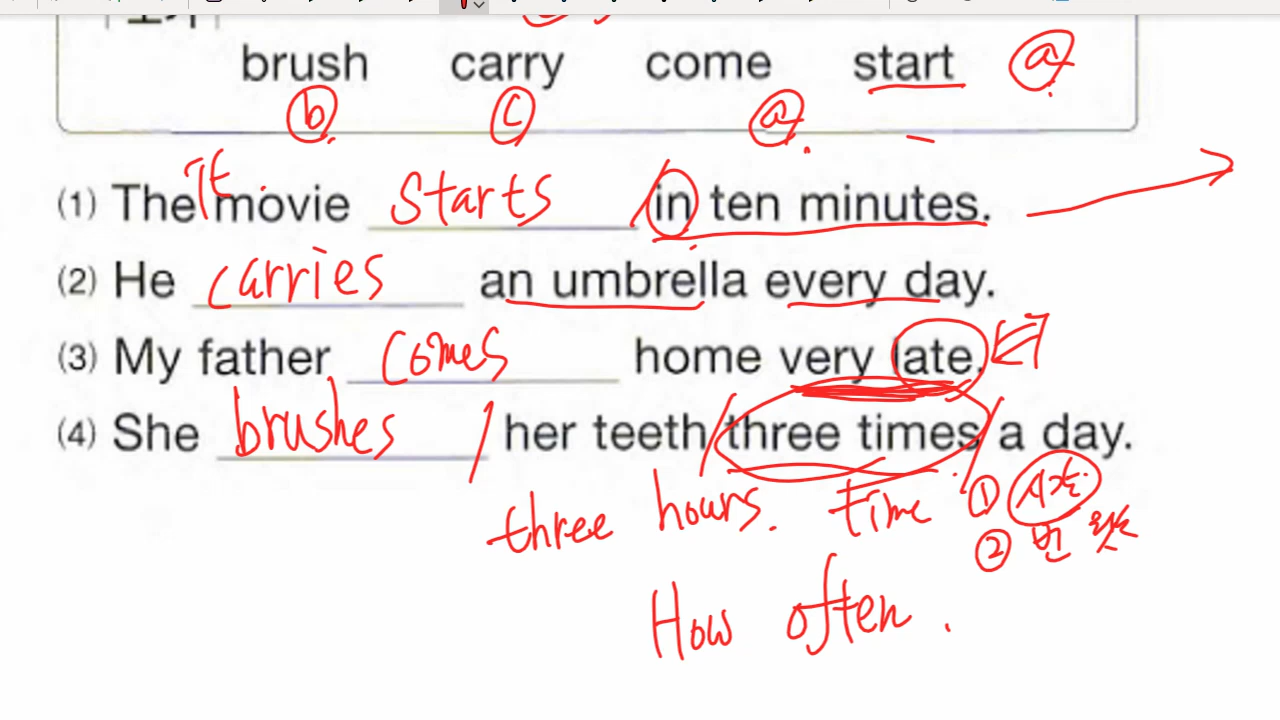 brush carry come start ⓐ
ⓑ ⓒ ⓐ
It
(1) The movie starts in ten minutes.
(2) He carries an umbrella every day.
(3) My father comes home very late.
(4) She brushes her teeth three times a day.
three hours. time ① 시간
② 번 횟수
How often.